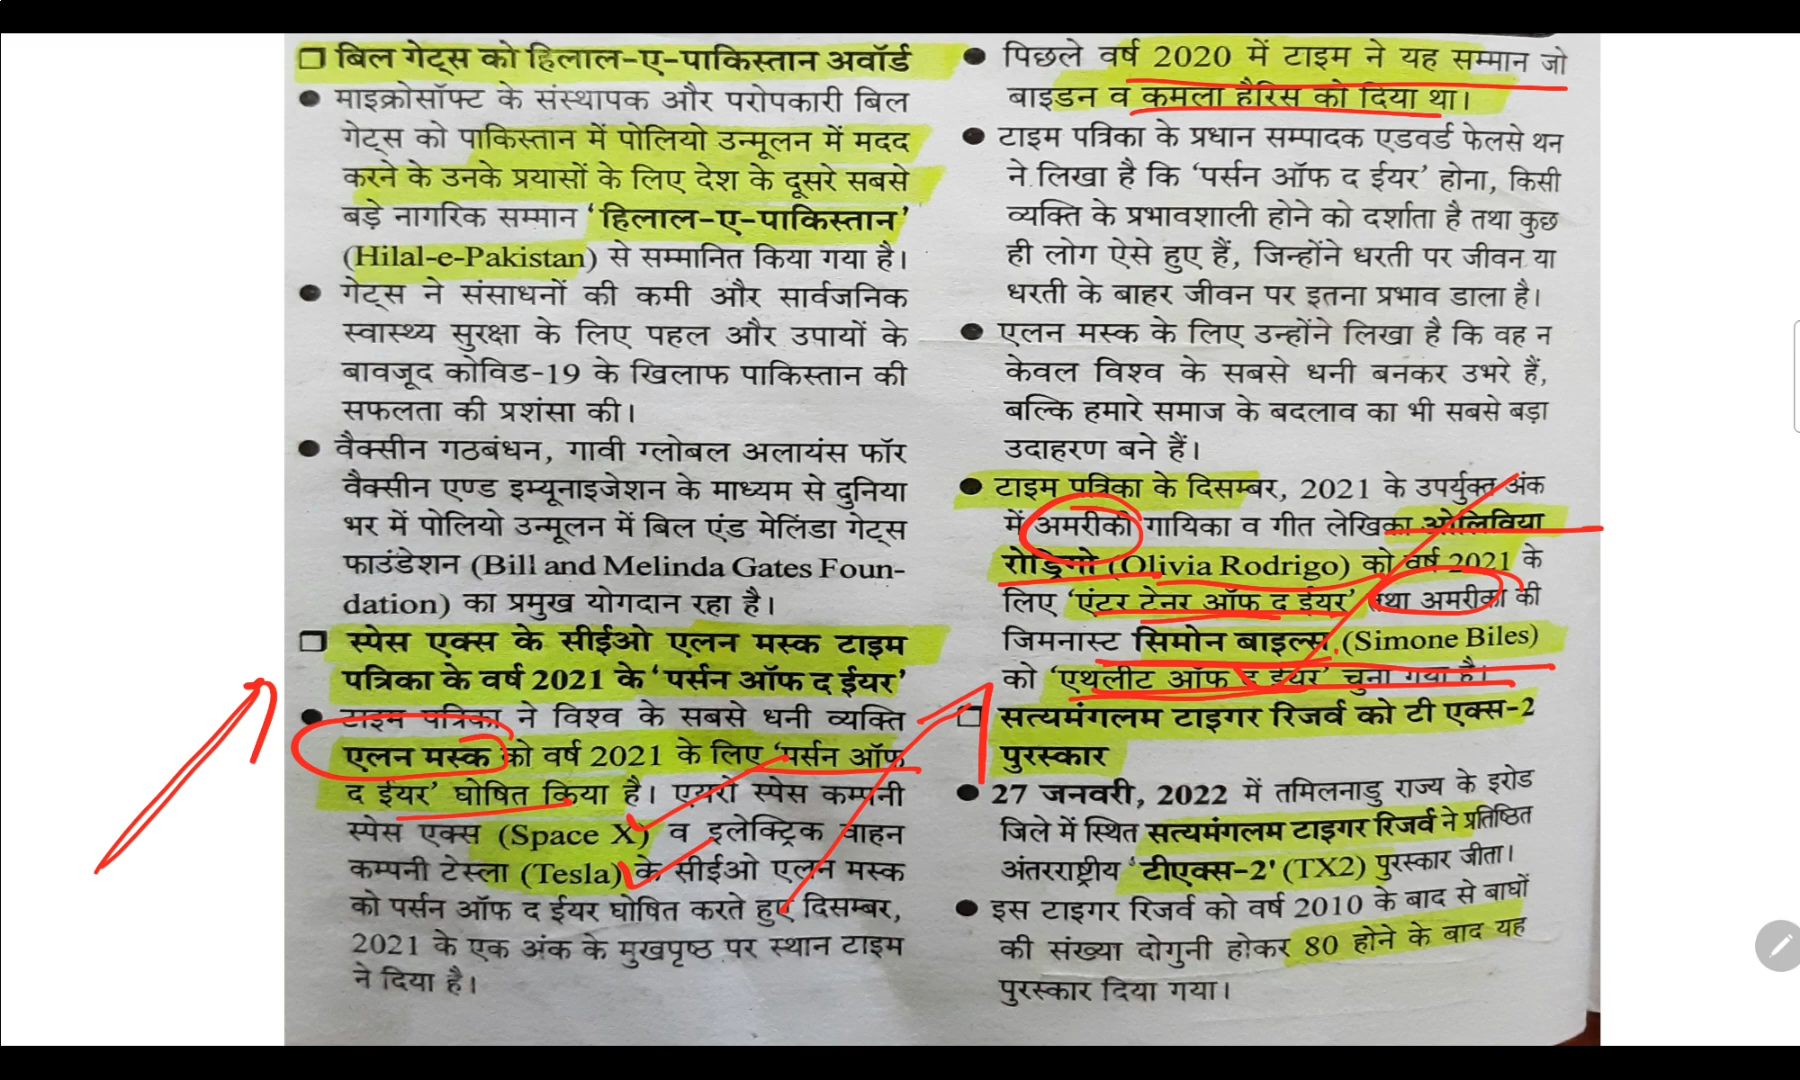 बिल गेट्स को हिलाल-ए-पाकिस्तान अवॉर्ड
माइक्रोसॉफ्ट के संस्थापक और परोपकारी बिल
गेट्स को पाकिस्तान में पोलियो उन्मूलन में मदद
करने के उनके प्रयासों के लिए देश के दूसरे सबसे
बड़े नागरिक सम्मान ‘हिलाल-ए-पाकिस्तान’
(Hilal-e-Pakistan) से सम्मानित किया गया है।
गेट्स ने संसाधनों की कमी और सार्वजनिक
स्वास्थ्य सुरक्षा के लिए पहल और उपायों के
बावजूद कोविड-19 के खिलाफ पाकिस्तान की
सफलता की प्रशंसा की।
वैक्सीन गठबंधन, गावी ग्लोबल अलायंस फॉर
वैक्सीन एण्ड इम्यूनाइजेशन के माध्यम से दुनिया
भर में पोलियो उन्मूलन में बिल एंड मेलिंडा गेट्स
फाउंडेशन (Bill and Melinda Gates Foun-
dation) का प्रमुख योगदान रहा है।
स्पेस एक्स के सीईओ एलन मस्क टाइम
पत्रिका के वर्ष 2021 के ‘पर्सन ऑफ द ईयर’
टाइम पत्रिका ने विश्व के सबसे धनी व्यक्ति
एलन मस्क को वर्ष 2021 के लिए ‘पर्सन ऑफ
द ईयर’ घोषित किया है। एयरो स्पेस कम्पनी
स्पेस एक्स (Space X) व इलेक्ट्रिक वाहन
कम्पनी टेस्ला (Tesla) के सीईओ एलन मस्क
को पर्सन ऑफ द ईयर घोषित करते हुए दिसम्बर,
2021 के एक अंक के मुखपृष्ठ पर स्थान टाइम
ने दिया है।
पिछले वर्ष 2020 में टाइम ने यह सम्मान जो
बाइडन व कमला हैरिस को दिया था।
टाइम पत्रिका के प्रधान सम्पादक एडवर्ड फेलसेथन
ने लिखा है कि ‘पर्सन ऑफ द ईयर’ होना, किसी
व्यक्ति के प्रभावशाली होने को दर्शाता है तथा कुछ
ही लोग ऐसे हुए हैं, जिन्होंने धरती पर जीवन या
धरती के बाहर जीवन पर इतना प्रभाव डाला है।
एलन मस्क के लिए उन्होंने लिखा है कि वह न
केवल विश्व के सबसे धनी बनकर उभरे हैं,
बल्कि हमारे समाज के बदलाव का भी सबसे बड़ा
उदाहरण बने हैं।
टाइम पत्रिका के दिसम्बर, 2021 के उपर्युक्त अंक
में अमरीकी गायिका व गीत लेखिका ओलिविया
रोड्रिगो (Olivia Rodrigo) को वर्ष 2021 के
लिए ‘एंटर टेनर ऑफ द ईयर’ तथा अमरीका की
जिमनास्ट सिमोन बाइल्स (Simone Biles)
को ‘एथलीट ऑफ द ईयर’ चुना गया है।
सत्यमंगलम टाइगर रिजर्व को टी एक्स-2
पुरस्कार
27 जनवरी, 2022 में तमिलनाडु राज्य के इरोड
जिले में स्थित सत्यमंगलम टाइगर रिजर्व ने प्रतिष्ठित
अंतरराष्ट्रीय ‘टीएक्स-2' (TX2) पुरस्कार जीता।
इस टाइगर रिजर्व को वर्ष 2010 के बाद से बाघों
की संख्या दोगुनी होकर 80 होने के बाद यह
पुरस्कार दिया गया।